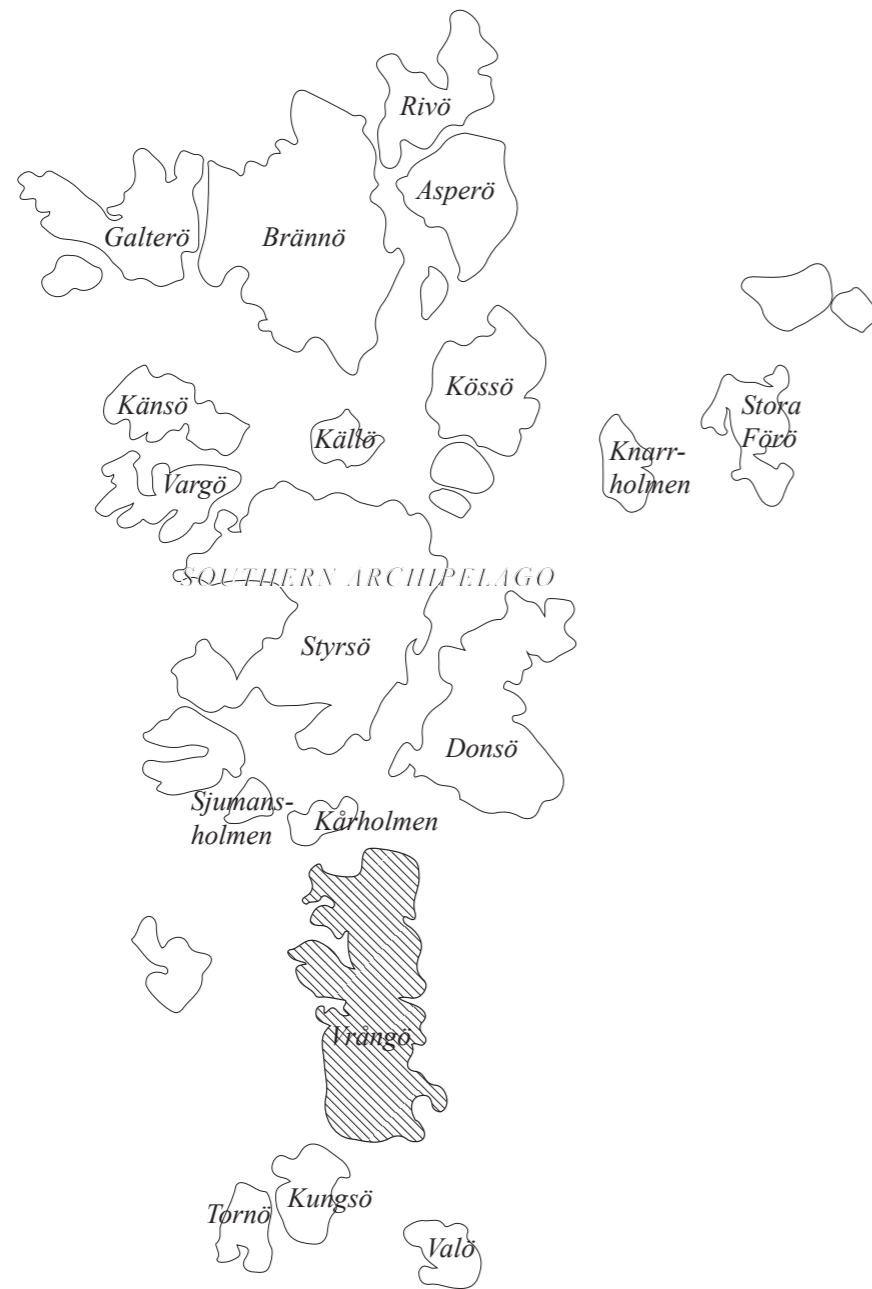 Rivö
Asperö
Galterö
Brännö
Känsö
Källö
Kössö
Knarr-
holmen
Stora
Förö
Vargö
SOUTHERN ARCHIPELAGO
Styrsö
Donsö
Sjumans-
holmen
Kårholmen
Vrångö
Tornö
Kungsö
Valö